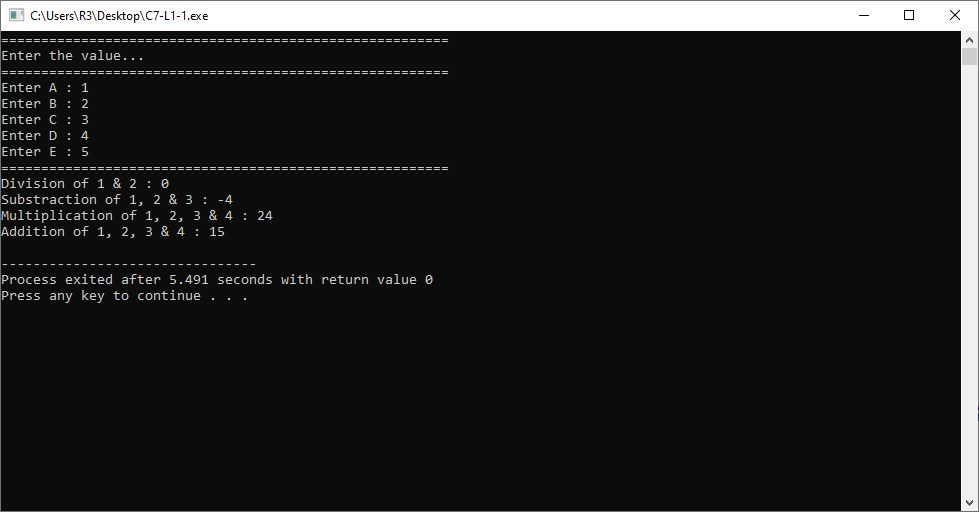 C:\Users\R3\Desktop\C7-L1-1.exe
========================================================
Enter the value...
========================================================
Enter A : 1
Enter B : 2
Enter C : 3
Enter D : 4
Enter E : 5
========================================================
Division of 1 & 2 : 0
Substraction of 1, 2 & 3 : -4
Multiplication of 1, 2, 3 & 4 : 24
Addition of 1, 2, 3 & 4 : 15
--------------------------------
Process exited after 5.491 seconds with return value 0
Press any key to continue . . .